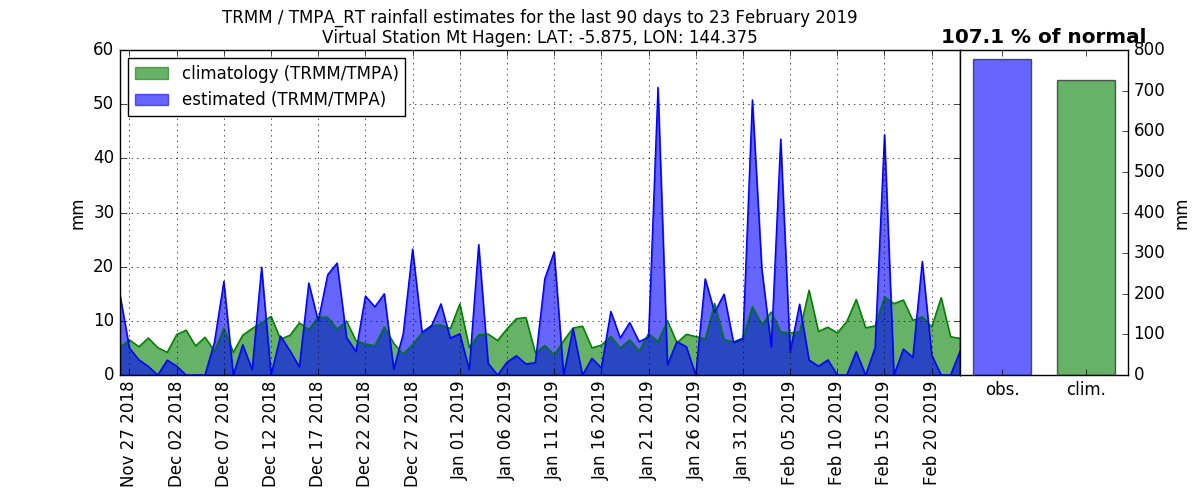 TRMM / TMPA_RT rainfall estimates for the last 90 days to 23 February 2019
Virtual Station Mt Hagen: LAT: -5.875, LON: 144.375
107.1 % of normal
climatology (TRMM/TMPA)
estimated (TRMM/TMPA)
60
50
40
30
20
10
0
mm
Nov 27 2018
Dec 02 2018
Dec 07 2018
Dec 12 2018
Dec 17 2018
Dec 22 2018
Dec 27 2018
Jan 01 2019
Jan 06 2019
Jan 11 2019
Jan 16 2019
Jan 21 2019
Jan 26 2019
Jan 31 2019
Feb 05 2019
Feb 10 2019
Feb 15 2019
Feb 20 2019
obs.
clim.
800
700
600
500
400
300
200
100
0
mm